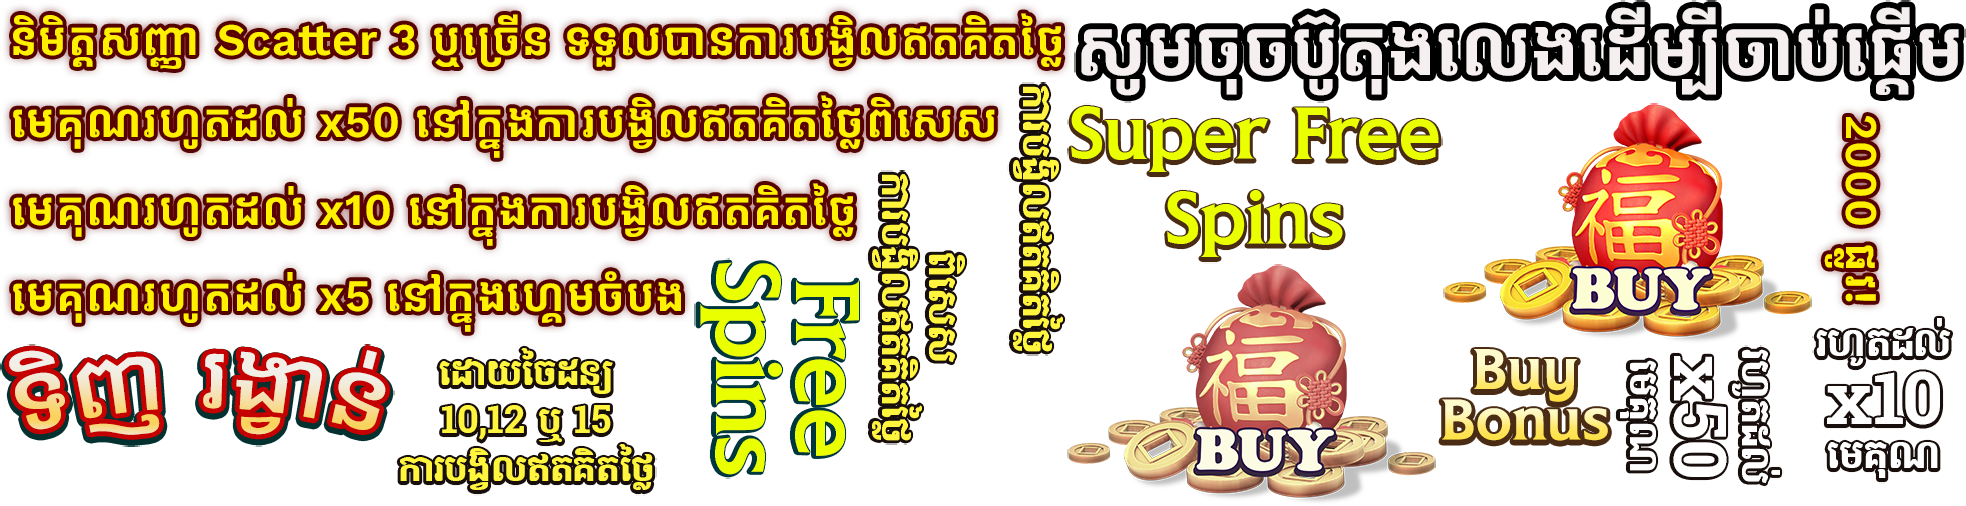 និមិត្តសញ្ញា Scatter 3 ឬច្រើន ទទួលបានការបង្វិលឥតគិតថ្លៃ
មេគុណរហូតដល់ x50 នៅក្នុងការបង្វិលឥតគិតថ្លៃពិសេស
មេគុណរហូតដល់ x10 នៅក្នុងការបង្វិលឥតគិតថ្លៃ
មេគុណរហូតដល់ x5 នៅក្នុងហ្គេមចំបង
ទិញ រង្វាន់
ដោយចៃដន្យ
10,12 ឬ 15
ការបង្វិលឥតគិតថ្លៃ
Free
Spins
ពិសេស
ការបង្វិលឥតគិតថ្លៃ
ការបង្វិលឥតគិតថ្លៃ
សូមចុចប៊ូតុងលេងដើម្បីចាប់ផ្តើម
Super Free
Spins
福
BUY
福
BUY
2000 ដុំ!
Buy
Bonus
រហូតដល់
x50
មេគុណ
រហូតដល់
x10
មេគុណ